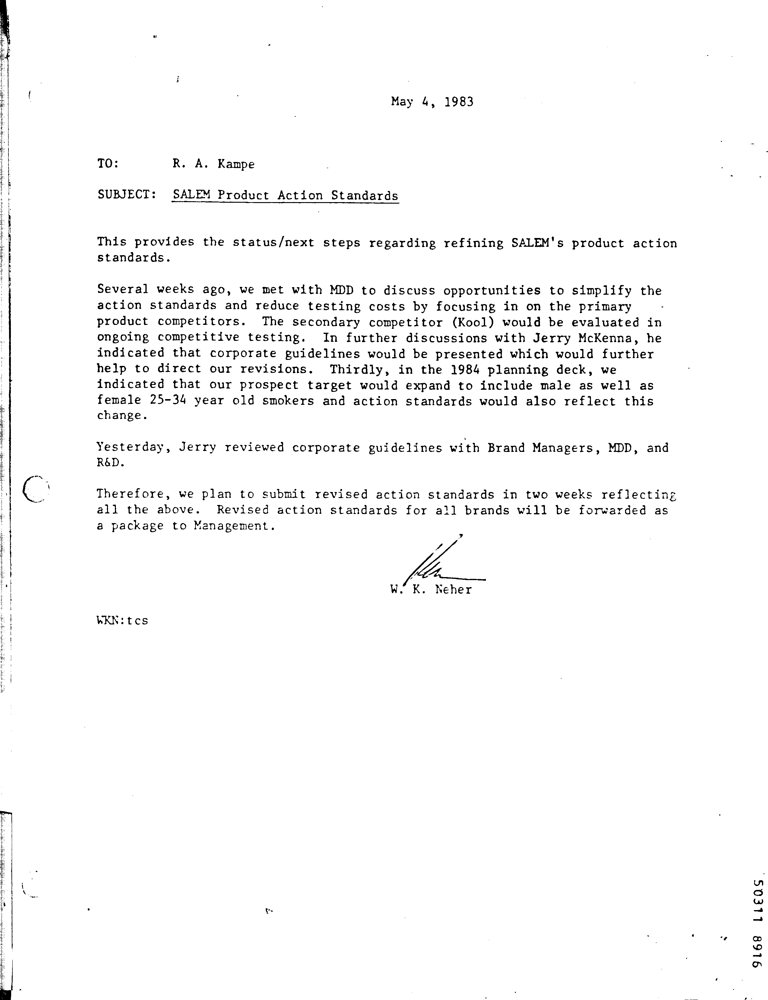 May 4, 1983
TO: R. A. Kampe
SUBJECT: SALEM Product Action Standards
This provides the status/next steps regarding refining SALEM's product action
standards.
Several weeks ago, we met with MDD to discuss opportunities to simplify the
action standards and reduce testing costs by focusing in on the primary
product competitors. The secondary competitor (Kool) would be evaluated in
ongoing competitive testing. In further discussions with Jerry McKenna, he
indicated that corporate guidelines would be presented which would further
help to direct our revisions. Thirdly, in the 1984 planning deck, we
indicated that our prospect target would expand to include male as well as
female 25-34 year old smokers and action standards would also reflect this
change.
Yesterday, Jerry reviewed corporate guidelines with Brand Managers, MDD, and
R&D.
Therefore, we plan to submit revised action standards in two weeks reflecting
all the above. Revised action standards for all brands will be forwarded as
a package to Management.
W. K. Neher
WKN:tcs
50311 8916